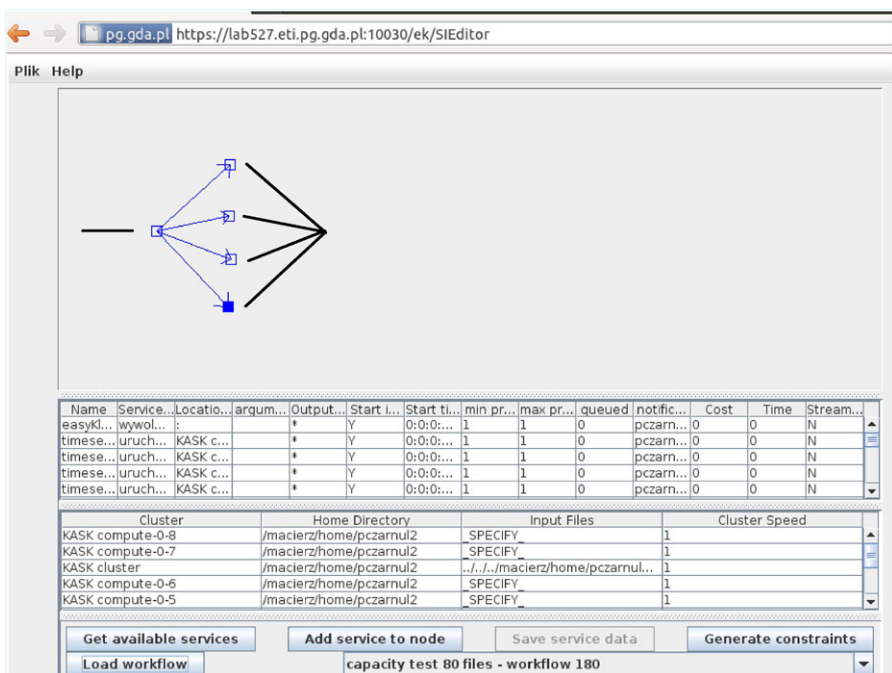 pg.gda.pl https://lab527.eti.pg.gda.pl:10030/ek/SIEditor
Plik Help
Name Service... Locatio... argum... Output... Start i... Start ti... min pr... max pr... queued notific... Cost Time Stream...
easyKl... wywol... : * Y 0:0:0:... 1 1 0 pczarn... 0 0 N
timese... uruch... KASK c... * Y 0:0:0:... 1 1 0 pczarn... 0 0 N
timese... uruch... KASK c... * Y 0:0:0:... 1 1 0 pczarn... 0 0 N
timese... uruch... KASK c... * Y 0:0:0:... 1 1 0 pczarn... 0 0 N
timese... uruch... KASK c... * Y 0:0:0:... 1 1 0 pczarn... 0 0 N
Cluster Home Directory Input Files Cluster Speed
KASK compute-0-8 /macierz/home/pczarnul2 _SPECIFY_ 1
KASK compute-0-7 /macierz/home/pczarnul2 _SPECIFY_ 1
KASK cluster /macierz/home/pczarnul2 ../../../macierz/home/pczarnul... 1
KASK compute-0-6 /macierz/home/pczarnul2 _SPECIFY_ 1
KASK compute-0-5 /macierz/home/pczarnul2 _SPECIFY_ 1
Get available services Add service to node Save service data Generate constraints
Load workflow capacity test 80 files - workflow 180